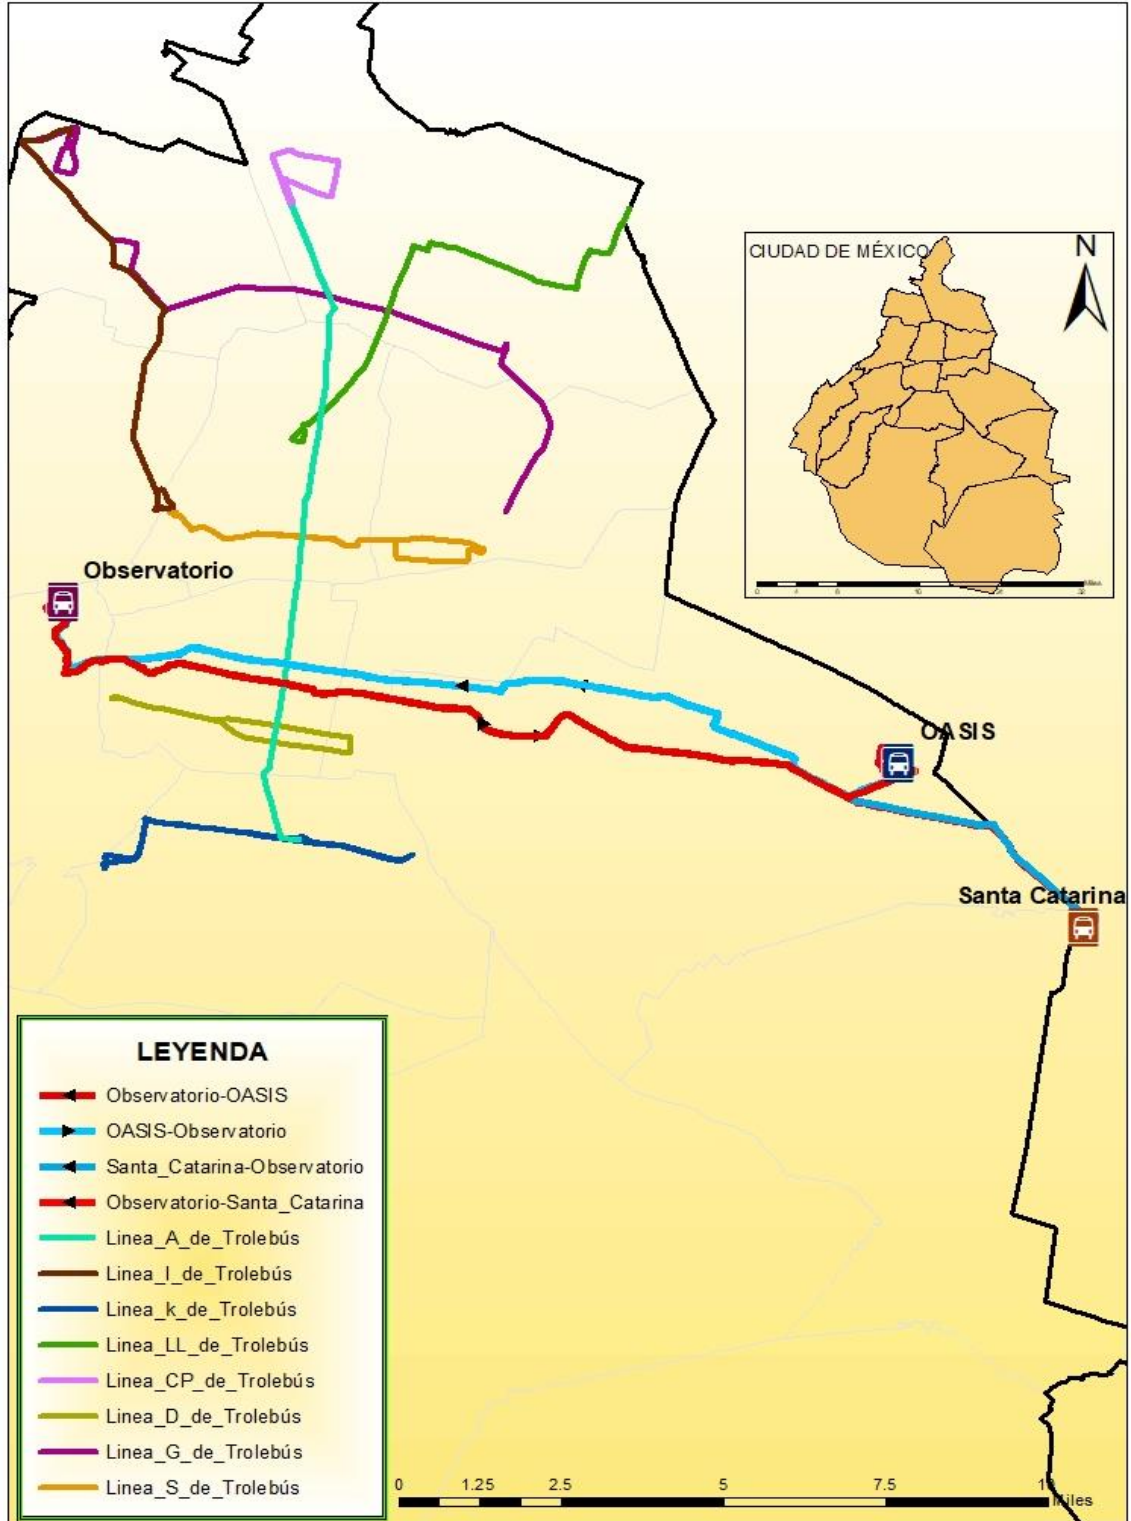 CIUDAD DE MÉXICO
N
Observatorio
OASIS
Santa Catarina
LEYENDA
Observatorio-OASIS
OASIS-Observatorio
Santa_Catarina-Observatorio
Observatorio-Santa_Catarina
Linea_A_de_Trolebús
Linea_I_de_Trolebús
Linea_k_de_Trolebús
Linea_LL_de_Trolebús
Linea_CP_de_Trolebús
Linea_D_de_Trolebús
Linea_G_de_Trolebús
Linea_S_de_Trolebús
0 1.25 2.5 5 7.5 10
Miles